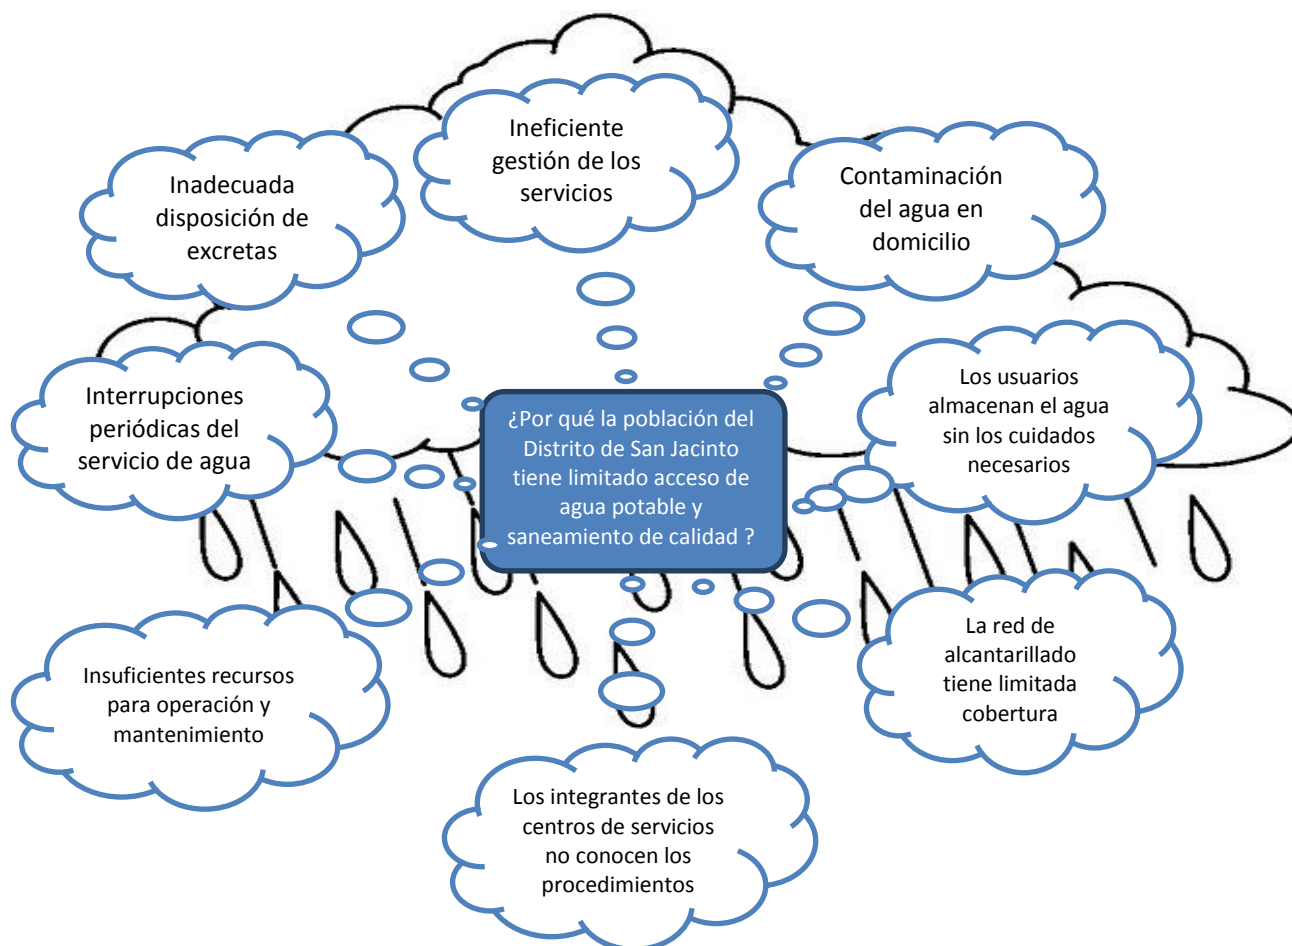 Ineficiente
gestión de los
servicios
Inadecuada
disposición de
excretas
Contaminación
del agua en
domicilio
Interrupciones
periódicas del
servicio de agua
¿Por qué la población del
Distrito de San Jacinto
tiene limitado acceso de
agua potable y
saneamiento de calidad ?
Los usuarios
almacenan el agua
sin los cuidados
necesarios
Insuficientes recursos
para operación y
mantenimiento
La red de
alcantarillado
tiene limitada
cobertura
Los integrantes de los
centros de servicios
no conocen los
procedimientos